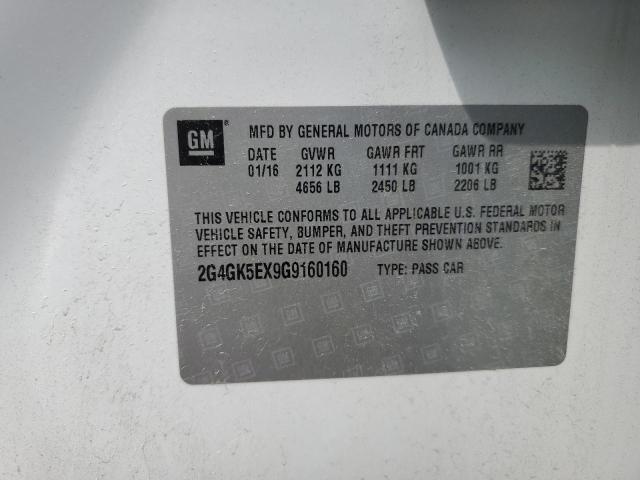 GM ® MFD BY GENERAL MOTORS OF CANADA COMPANY
DATE GVWR GAWR FRT GAWR RR
01/16 2112 KG 1111 KG 1001 KG
4656 LB 2450 LB 2206 LB
THIS VEHICLE CONFORMS TO ALL APPLICABLE U.S. FEDERAL MOTOR
VEHICLE SAFETY, BUMPER, AND THEFT PREVENTION STANDARDS IN
EFFECT ON THE DATE OF MANUFACTURE SHOWN ABOVE.
2G4GK5EX9G9160160 TYPE: PASS CAR